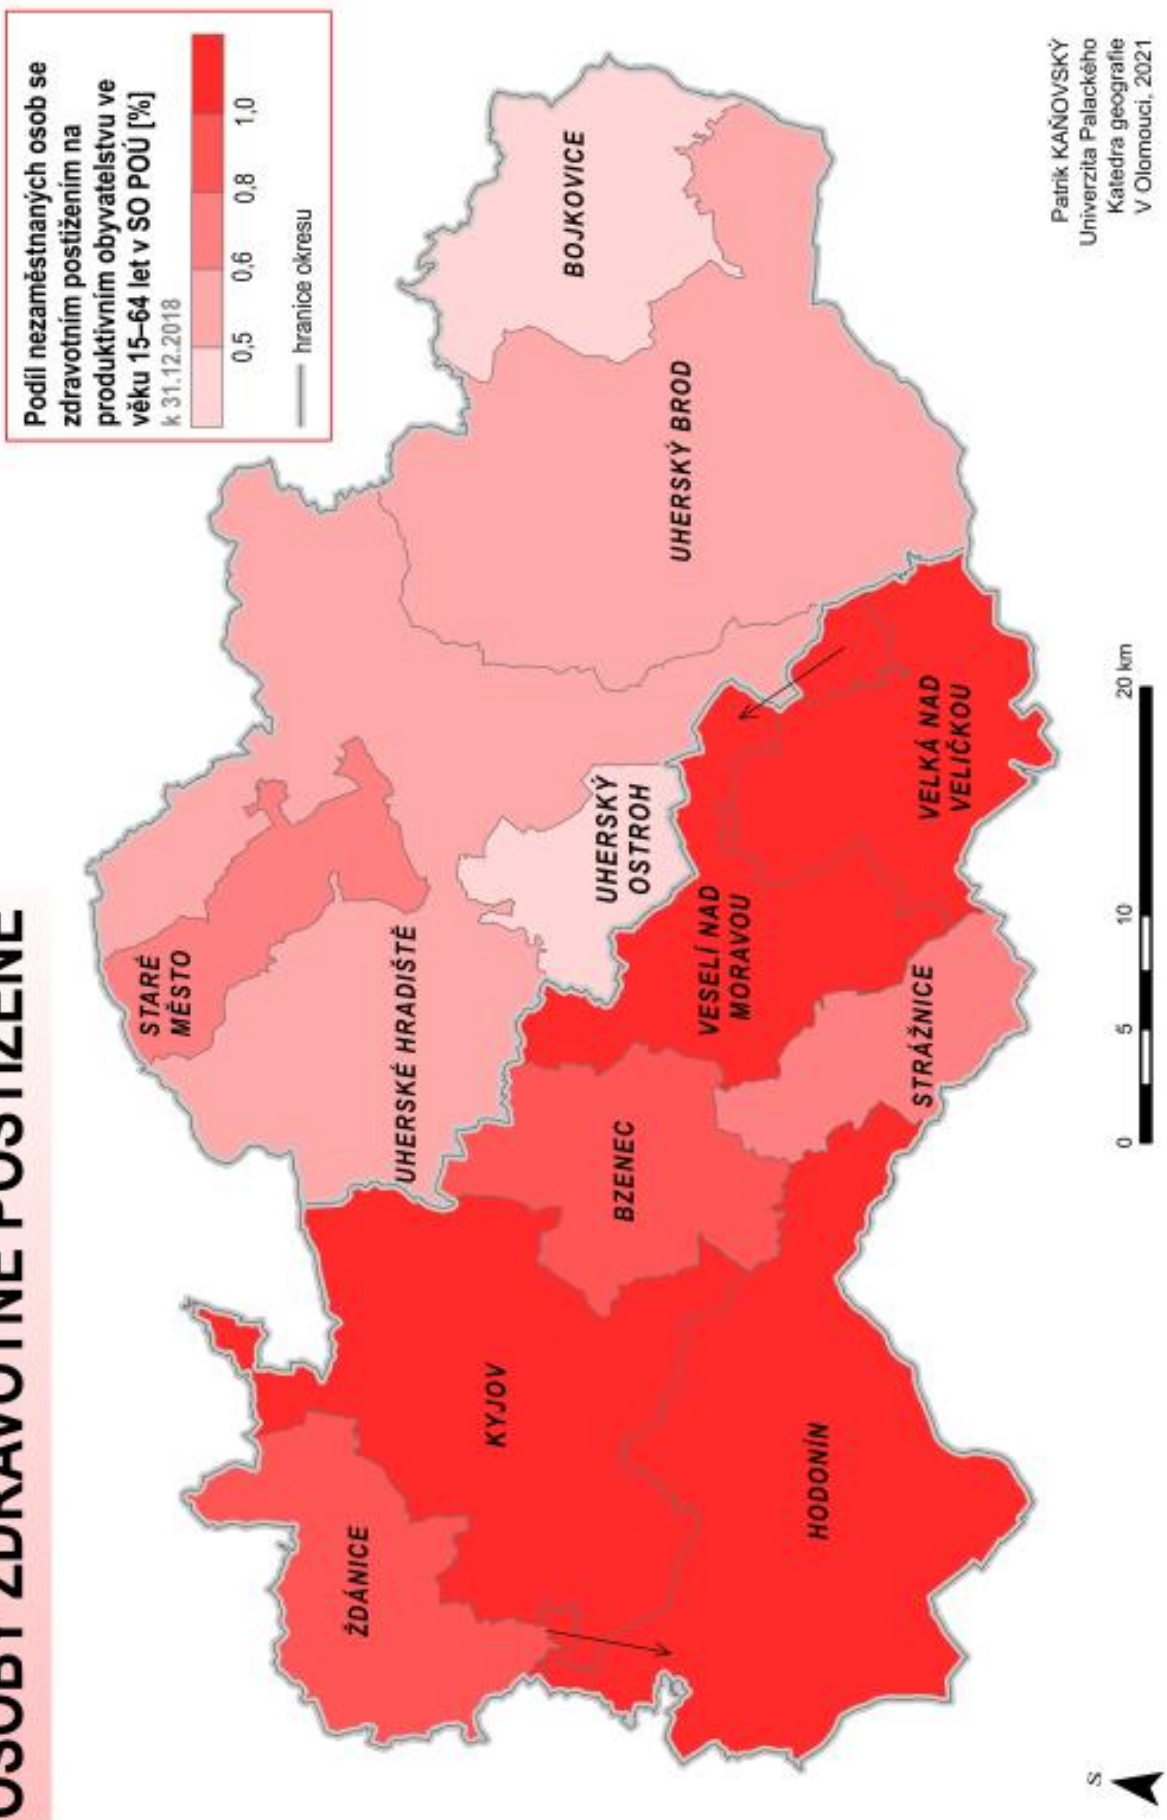 OSOBY ZDRAVOTNĚ POSTIŽENÉ
Podíl nezaměstnaných osob se
zdravotním postižením na
produktivním obyvatelstvu ve
věku 15–64 let v SO POÚ [%]
k 31.12.2018
0,5 0,6 0,8 1,0
hranice okresu
STARÉ
MĚSTO
ŽDÁNICE
UHERSKÉ HRADIŠTĚ
BOJKOVICE
KYJOV
BZENEC
UHERSKÝ
OSTROH
UHERSKÝ BROD
VESELÍ NAD
MORAVOU
HODONÍN
STRÁŽNICE
VELKÁ NAD
VELIČKOU
S
0 5 10 20 km
Patrik KAŇOVSKÝ
Univerzita Palackého
Katedra geografie
V Olomouci, 2021